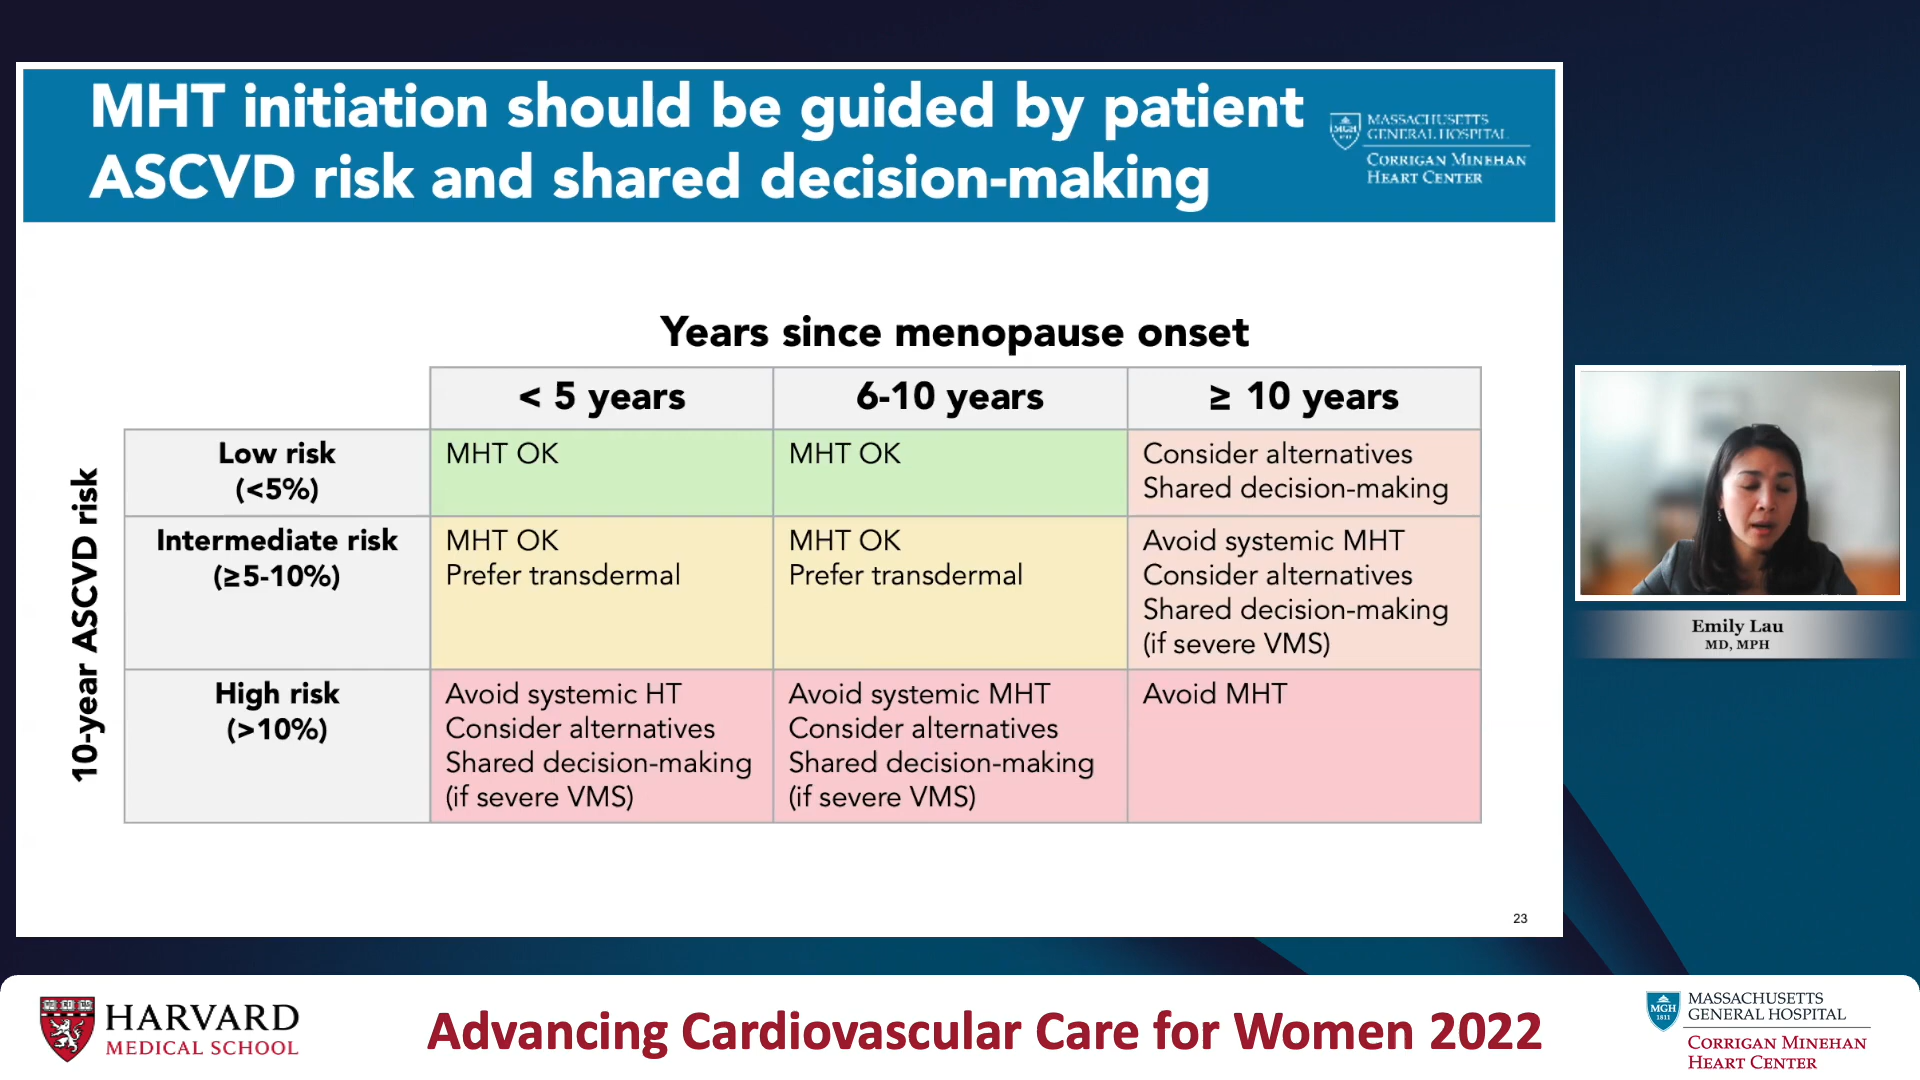 MHT initiation should be guided by patient
ASCVD risk and shared decision-making
MASSACHUSETTS
GENERAL HOSPITAL
CORRIGAN MINEHAN
HEART CENTER
MGH
1811
Years since menopause onset
< 5 years
6-10 years
≥ 10 years
10-year ASCVD risk
Low risk
(<5%)
MHT OK
MHT OK
Consider alternatives
Shared decision-making
Intermediate risk
(≥5-10%)
MHT OK
Prefer transdermal
MHT OK
Prefer transdermal
Avoid systemic MHT
Consider alternatives
Shared decision-making
(if severe VMS)
High risk
(>10%)
Avoid systemic HT
Consider alternatives
Shared decision-making
(if severe VMS)
Avoid systemic MHT
Consider alternatives
Shared decision-making
(if severe VMS)
Avoid MHT
23
Emily Lau
MD, MPH
HARVARD
MEDICAL SCHOOL
Advancing Cardiovascular Care for Women 2022
MGH
1811
MASSACHUSETTS
GENERAL HOSPITAL
CORRIGAN MINEHAN
HEART CENTER